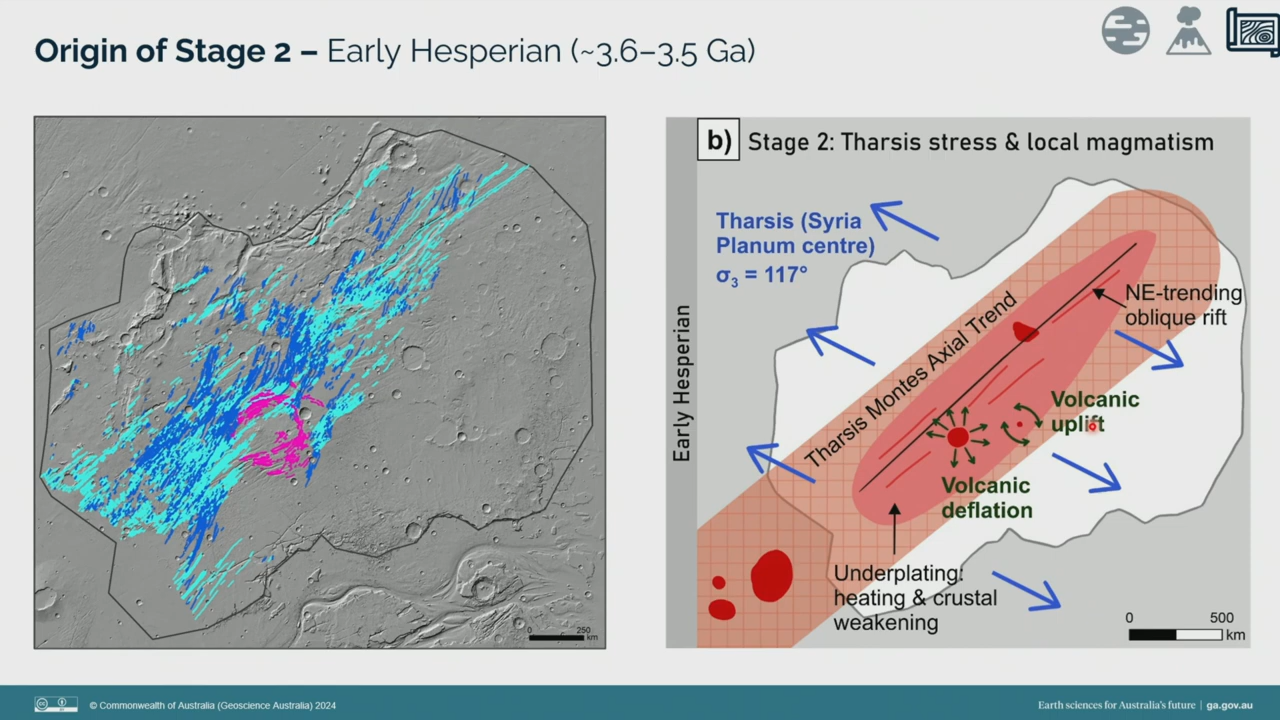 Origin of Stage 2 – Early Hesperian (~3.6–3.5 Ga)
0 250
km
b) Stage 2: Tharsis stress & local magmatism
Early Hesperian
Tharsis (Syria
Planum centre)
σ3 = 117°
Tharsis Montes Axial Trend
NE-trending
oblique rift
Volcanic
uplift
Volcanic
deflation
Underplating:
heating & crustal
weakening
0 500
km
© Commonwealth of Australia (Geoscience Australia) 2024
Earth sciences for Australia's future | ga.gov.au